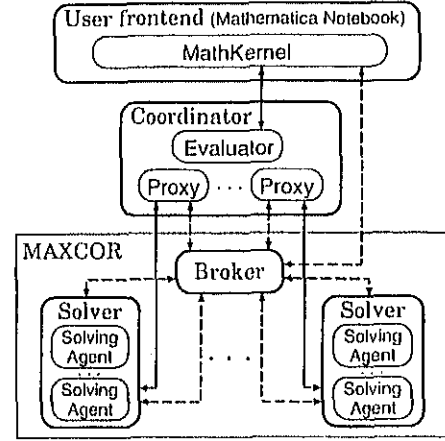 User frontend (Mathematica Notebook)
MathKernel
Coordinator
Evaluator
Proxy ... Proxy
MAXCOR
Broker
Solver
Solving
Agent
...
Solving
Agent
...
Solver
Solving
Agent
...
Solving
Agent